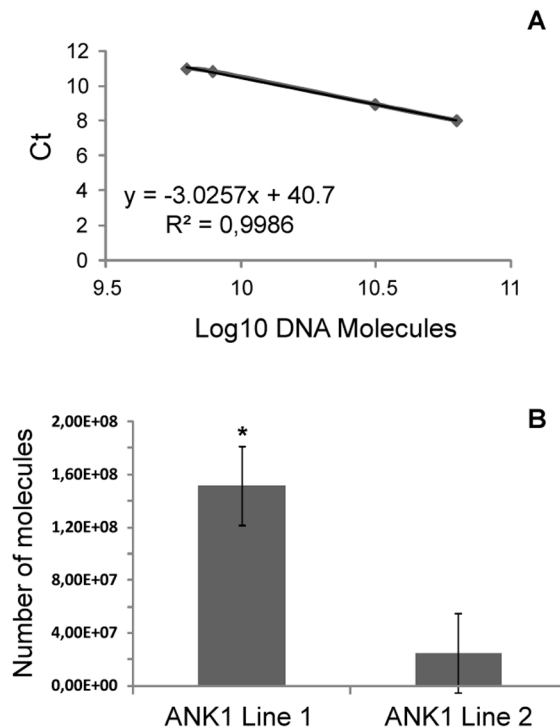 A
12
10
8
6
4
2
0
Ct
y = -3.0257x + 40.7
R² = 0,9986
9.5
10
10.5
11
Log10 DNA Molecules
B
2,00E+08
1,60E+08
1,20E+08
8,00E+07
4,00E+07
0,00E+00
Number of molecules
*
ANK1 Line 1
ANK1 Line 2